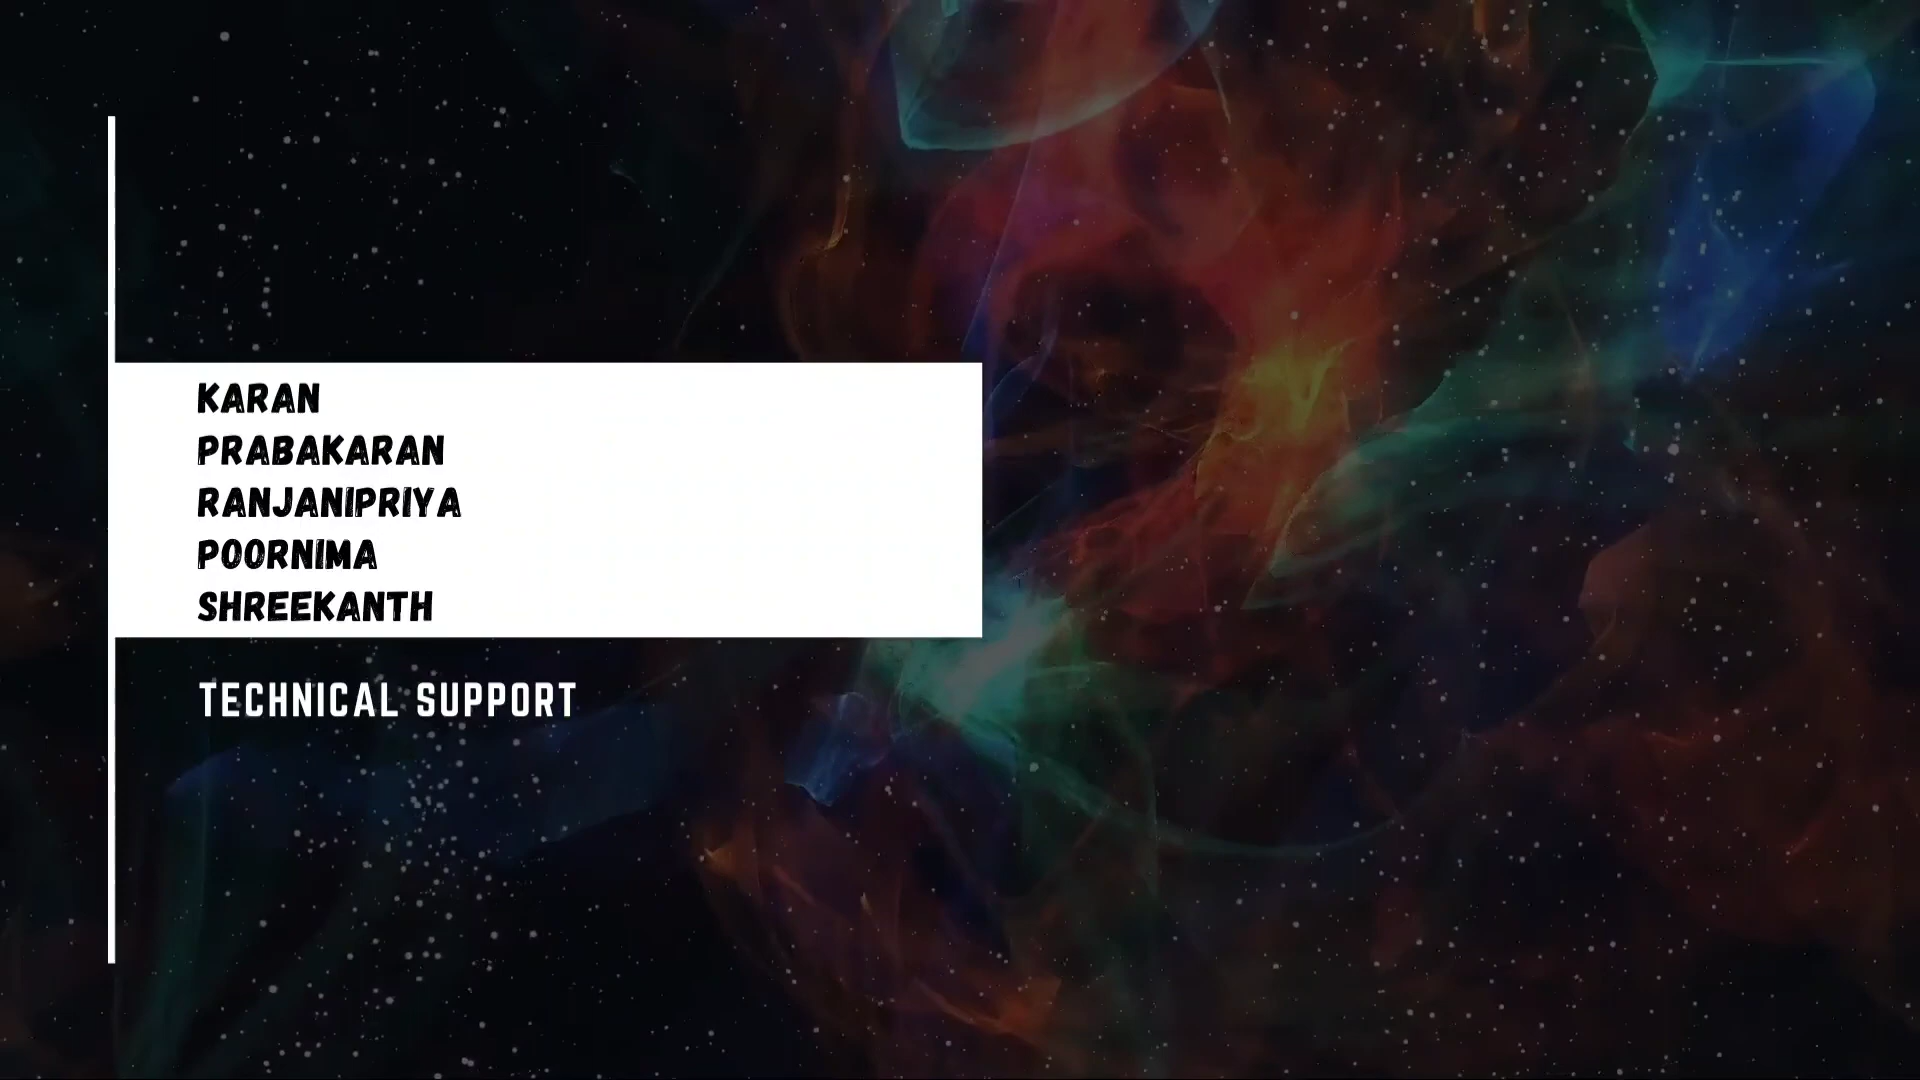 KARAN
PRABAKARAN
RANJANIPRIYA
POORNIMA
SHREEKANTH
TECHNICAL SUPPORT